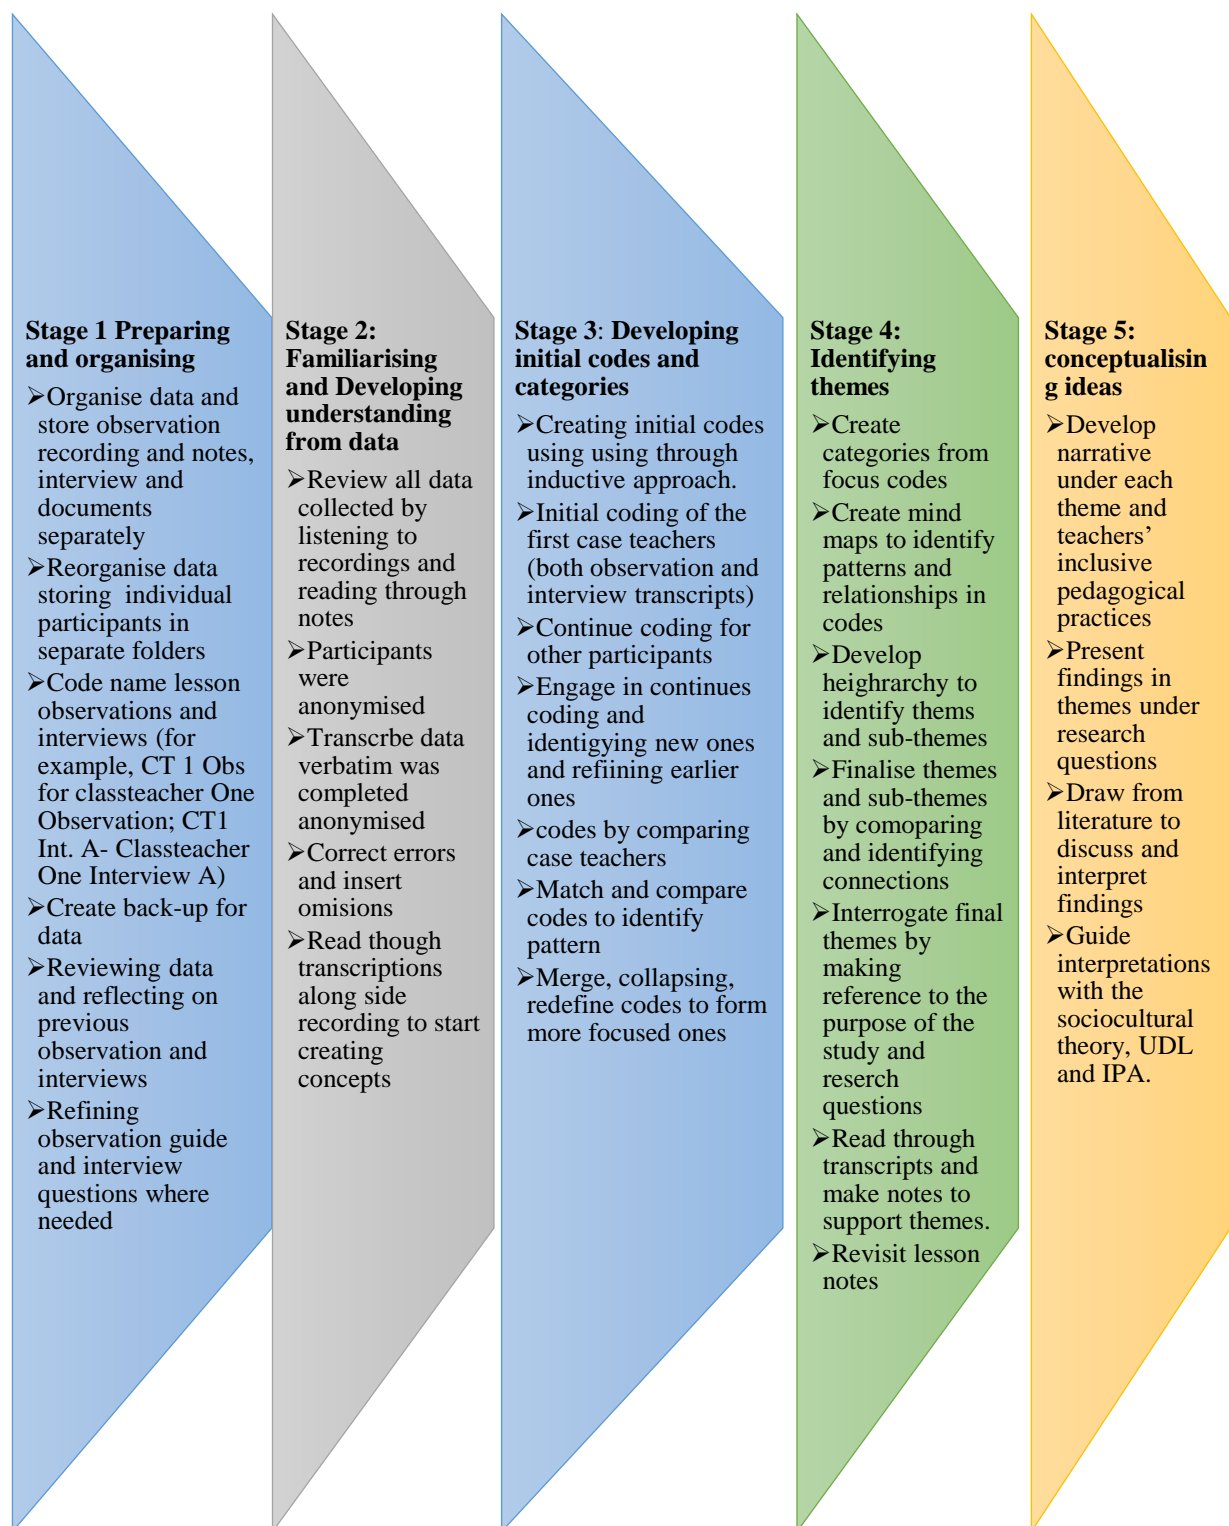 Stage 1 Preparing
and organising
➢Organise data and
store observation
recording and notes,
interview and
documents
separately
➢Reorganise data
storing individual
participants in
separate folders
➢Code name lesson
observations and
interviews (for
example, CT 1 Obs
for classteacher One
Observation; CT1
Int. A- Classteacher
One Interview A)
➢Create back-up for
data
➢Reviewing data
and reflecting on
previous
observation and
interviews
➢Refining
observation guide
and interview
questions where
needed
Stage 2:
Familiarising
and Developing
understanding
from data
➢Review all data
collected by
listening to
recordings and
reading through
notes
➢Participants
were
anonymised
➢Transcrbe data
verbatim was
completed
anonymised
➢Correct errors
and insert
omisions
➢Read though
transcriptions
along side
recording to start
creating
concepts
Stage 3: Developing
initial codes and
categories
➢Creating initial codes
using using through
inductive approach.
➢Initial coding of the
first case teachers
(both observation and
interview transcripts)
➢Continue coding for
other participants
➢Engage in continues
coding and
identigying new ones
and refiining earlier
ones
➢codes by comparing
case teachers
➢Match and compare
codes to identify
pattern
➢Merge, collapsing,
redefine codes to form
more focused ones
Stage 4:
Identifying
themes
➢Create
categories from
focus codes
➢Create mind
maps to identify
patterns and
relationships in
codes
➢Develop
heighrarchy to
identify thems
and sub-themes
➢Finalise themes
and sub-themes
by comoparing
and identifying
connections
➢Interrogate final
themes by
making
reference to the
purpose of the
study and
reserch
questions
➢Read through
transcripts and
make notes to
support themes.
➢Revisit lesson
notes
Stage 5:
conceptualisin
g ideas
➢Develop
narrative
under each
theme and
teachers’
inclusive
pedagogical
practices
➢Present
findings in
themes under
research
questions
➢Draw from
literature to
discuss and
interpret
findings
➢Guide
interpretations
with the
sociocultural
theory, UDL
and IPA.